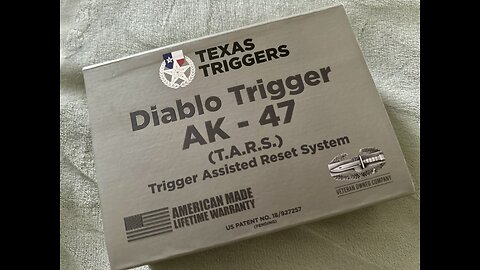 TEXAS
TRIGGERS
Diablo Trigger
AK - 47
(T.A.R.S.)
Trigger Assisted Reset System
AMERICAN MADE
LIFETIME WARRANTY
VETERAN OWNED COMPANY
US PATENT NO. 18/927257
(PENDING)